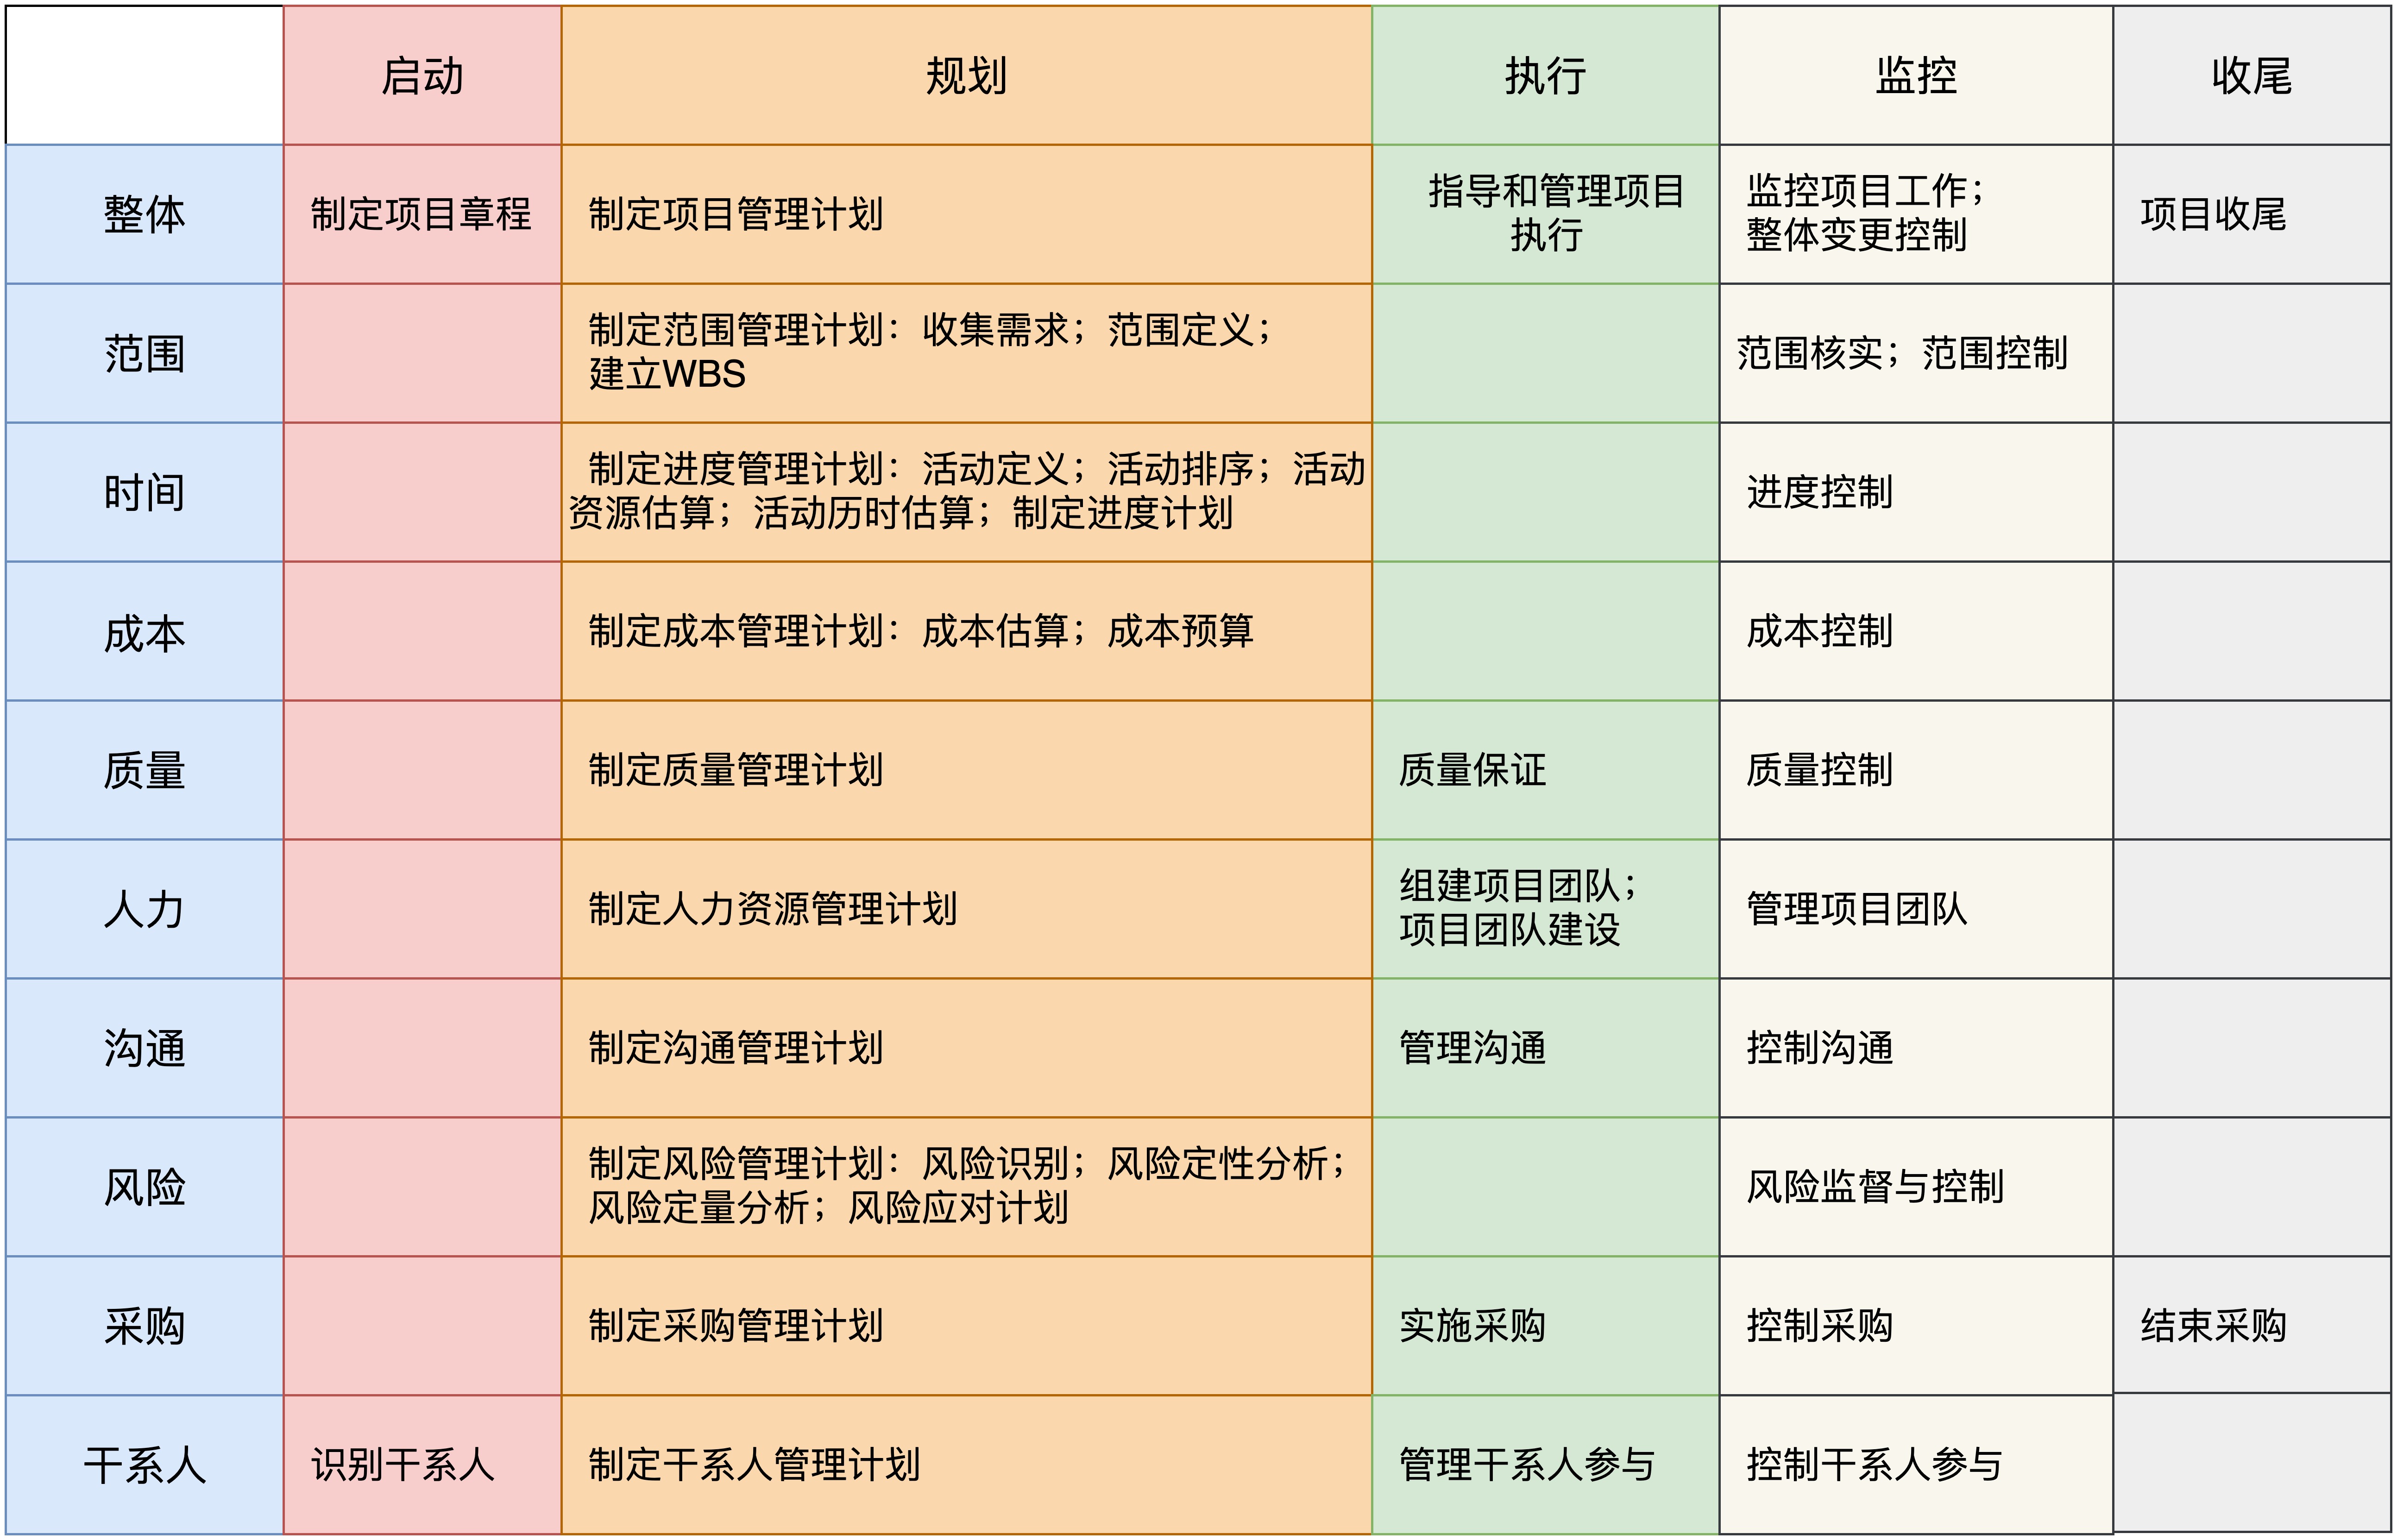 启动
规划
执行
监控
收尾
整体
制定项目章程
制定项目管理计划
指导和管理项目
执行
监控项目工作；
整体变更控制
项目收尾
范围
制定范围管理计划：收集需求；范围定义；
建立WBS
范围核实；范围控制
时间
制定进度管理计划：活动定义；活动排序；活动
资源估算；活动历时估算；制定进度计划
进度控制
成本
制定成本管理计划：成本估算；成本预算
成本控制
质量
制定质量管理计划
质量保证
质量控制
人力
制定人力资源管理计划
组建项目团队；
项目团队建设
管理项目团队
沟通
制定沟通管理计划
管理沟通
控制沟通
风险
制定风险管理计划：风险识别；风险定性分析；
风险定量分析；风险应对计划
风险监督与控制
采购
制定采购管理计划
实施采购
控制采购
结束采购
干系人
识别干系人
制定干系人管理计划
管理干系人参与
控制干系人参与